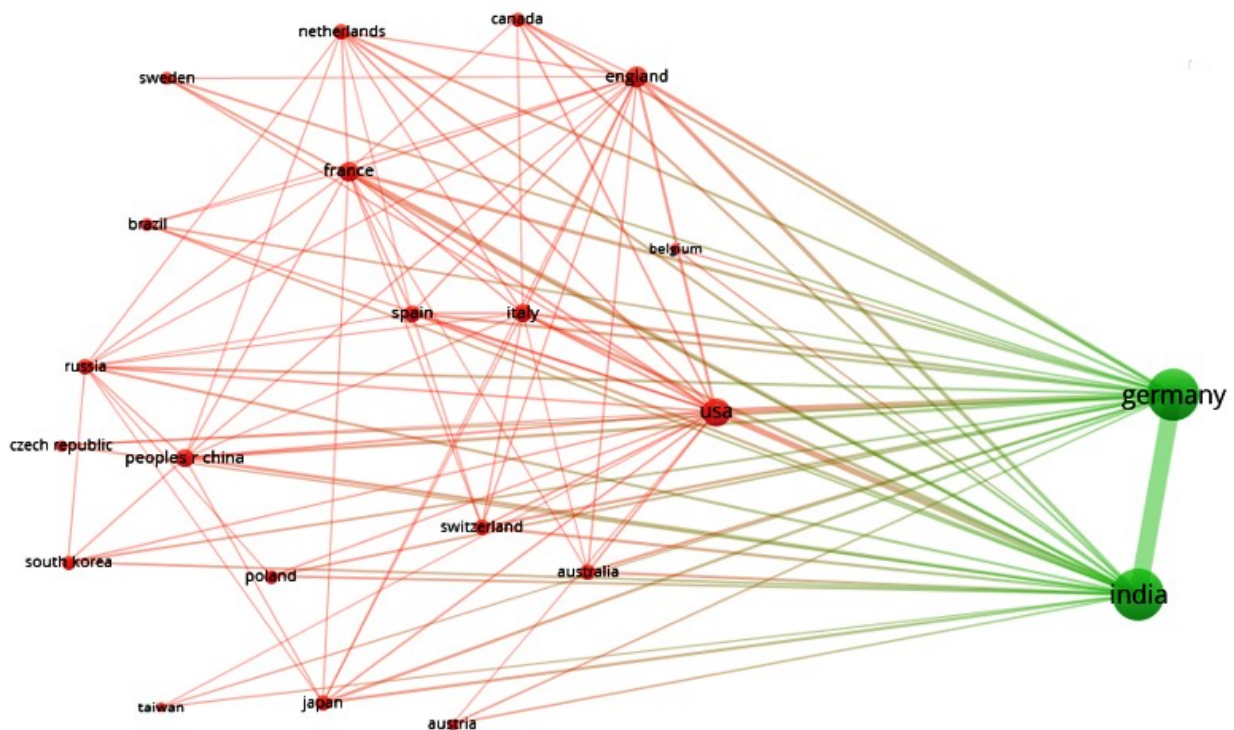 canada
netherlands
england
sweden
france
brazil
belgium
spain
italy
russia
germany
usa
czech republic
peoples r china
switzerland
south korea
poland
australia
india
japan
taiwan
austria